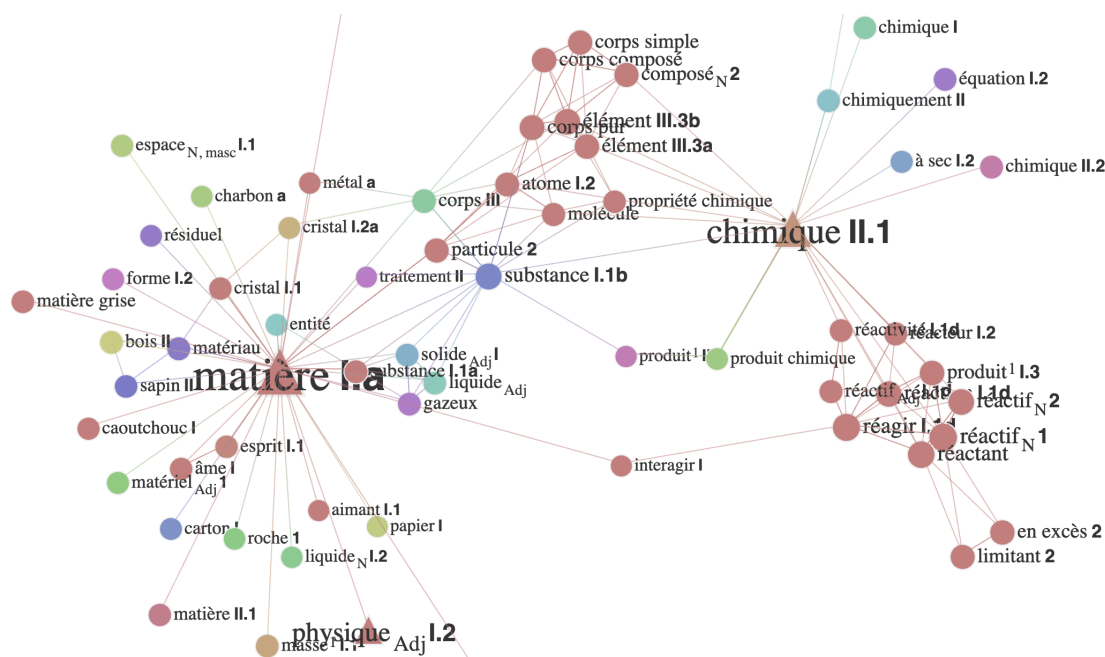 corps simple
chimique I
corps composé
composé N 2
équation I.2
chimiquement II
élément III.3b
corps pur
espace N, masc I.1
élément III.3a
à sec I.2
chimique II.2
métal a
atome I.2
charbon a
corps III
propriété chimique
molécule
cristal I.2a
résiduel
chimique II.1
particule 2
forme I.2
traitement II
substance I.1b
cristal I.1
matière grise
entité
réactivité I.1d
réacteur I.2
bois II
matériau
solide Adj I
produit¹
produit chimique
matière I.a
substance I.1a
produit¹ I.3
sapin II
liquide Adj
réactif Adj
I.1d
gazeux
réactif N 2
caoutchouc I
réagir I.1d
réactif N 1
esprit I.1
réactant
âme I
interagir I
matériel Adj 1
aimant I.1
carton I
papier I
roche 1
en excès 2
liquide N I.2
limitant 2
matière II.1
physique Adj I.2
masse I.1